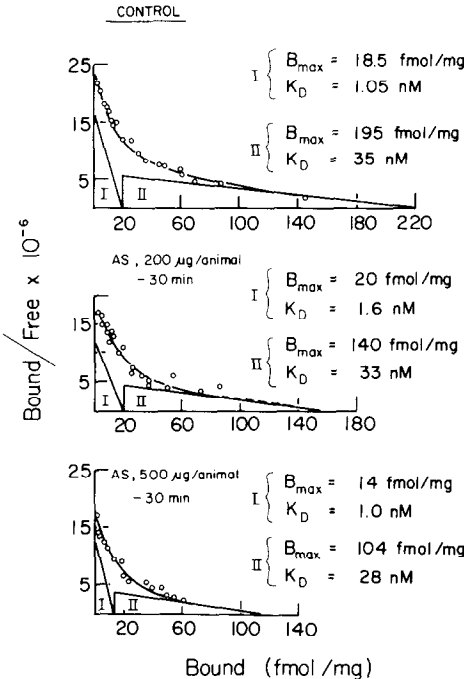 CONTROL
I { Bmax = 18.5 fmol/mg
KD = 1.05 nM
II { Bmax = 195 fmol/mg
KD = 35 nM
25
15
5
I II
20 60 100 140 180 220
AS, 200 µg/animal
-30 min
I { Bmax = 20 fmol/mg
KD = 1.6 nM
II { Bmax = 140 fmol/mg
KD = 33 nM
15
5
I II
20 60 100 140 180
AS, 500 µg/animal
-30 min
I { Bmax = 14 fmol/mg
KD = 1.0 nM
II { Bmax = 104 fmol/mg
KD = 28 nM
25
15
5
I II
20 60 100 140
Bound/Free x 10-6
Bound (fmol/mg)